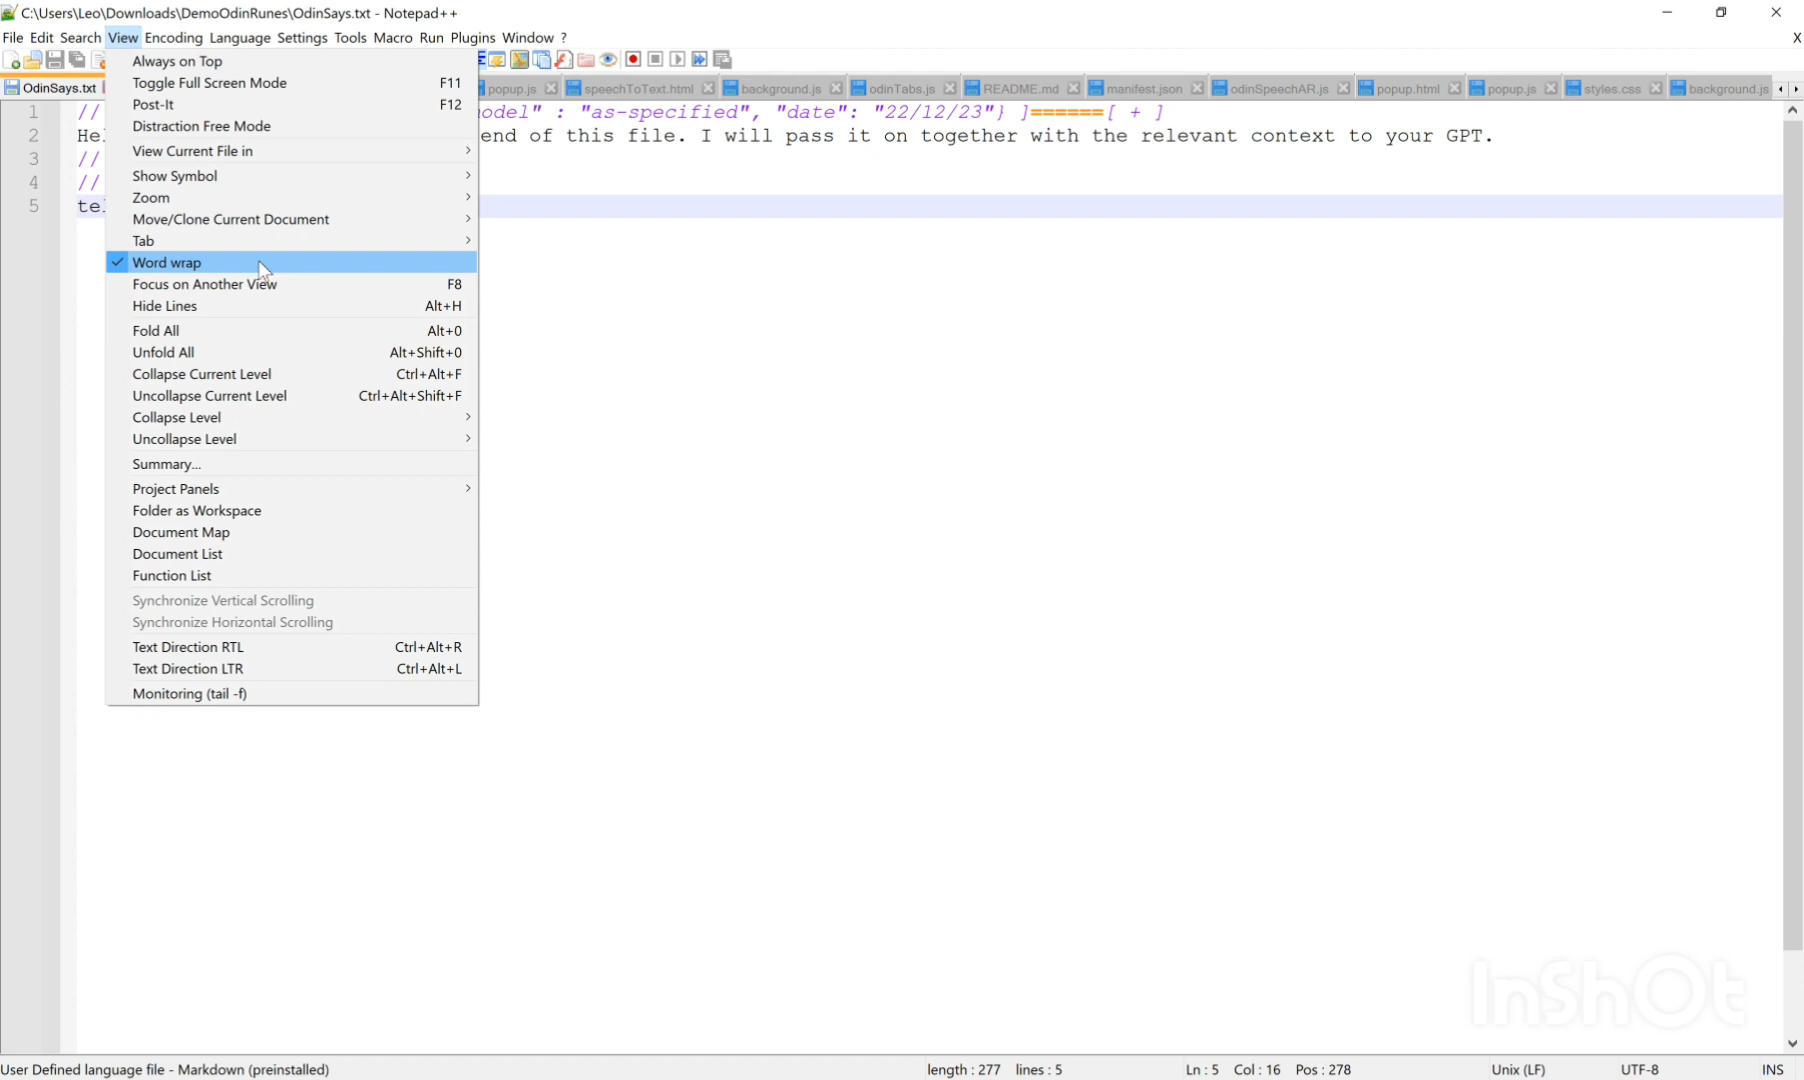 C:\Users\Leo\Downloads\DemoOdinRunes\OdinSays.txt - Notepad++
File Edit Search View Encoding Language Settings Tools Macro Run Plugins Window ? X
OdinSays.txt popup.js speechToText.html background.js odinTabs.js README.md manifest.json odinSpeechAR.js popup.html popup.js styles.css background.js
Always on Top
Toggle Full Screen Mode F11
Post-It F12
Distraction Free Mode
View Current File in
Show Symbol
Zoom
Move/Clone Current Document
Tab
Word wrap
Focus on Another View F8
Hide Lines Alt+H
Fold All Alt+0
Unfold All Alt+Shift+0
Collapse Current Level Ctrl+Alt+F
Uncollapse Current Level Ctrl+Alt+Shift+F
Collapse Level
Uncollapse Level
Summary...
Project Panels
Folder as Workspace
Document Map
Document List
Function List
Synchronize Vertical Scrolling
Synchronize Horizontal Scrolling
Text Direction RTL Ctrl+Alt+R
Text Direction LTR Ctrl+Alt+L
Monitoring (tail -f)
1 // odel" : "as-specified", "date": "22/12/23"} ]======[ + ]
2 Hel end of this file. I will pass it on together with the relevant context to your GPT.
3 //
4 //
5 tel
InShOt
User Defined language file - Markdown (preinstalled) length : 277 lines : 5 Ln : 5 Col : 16 Pos : 278 Unix (LF) UTF-8 INS